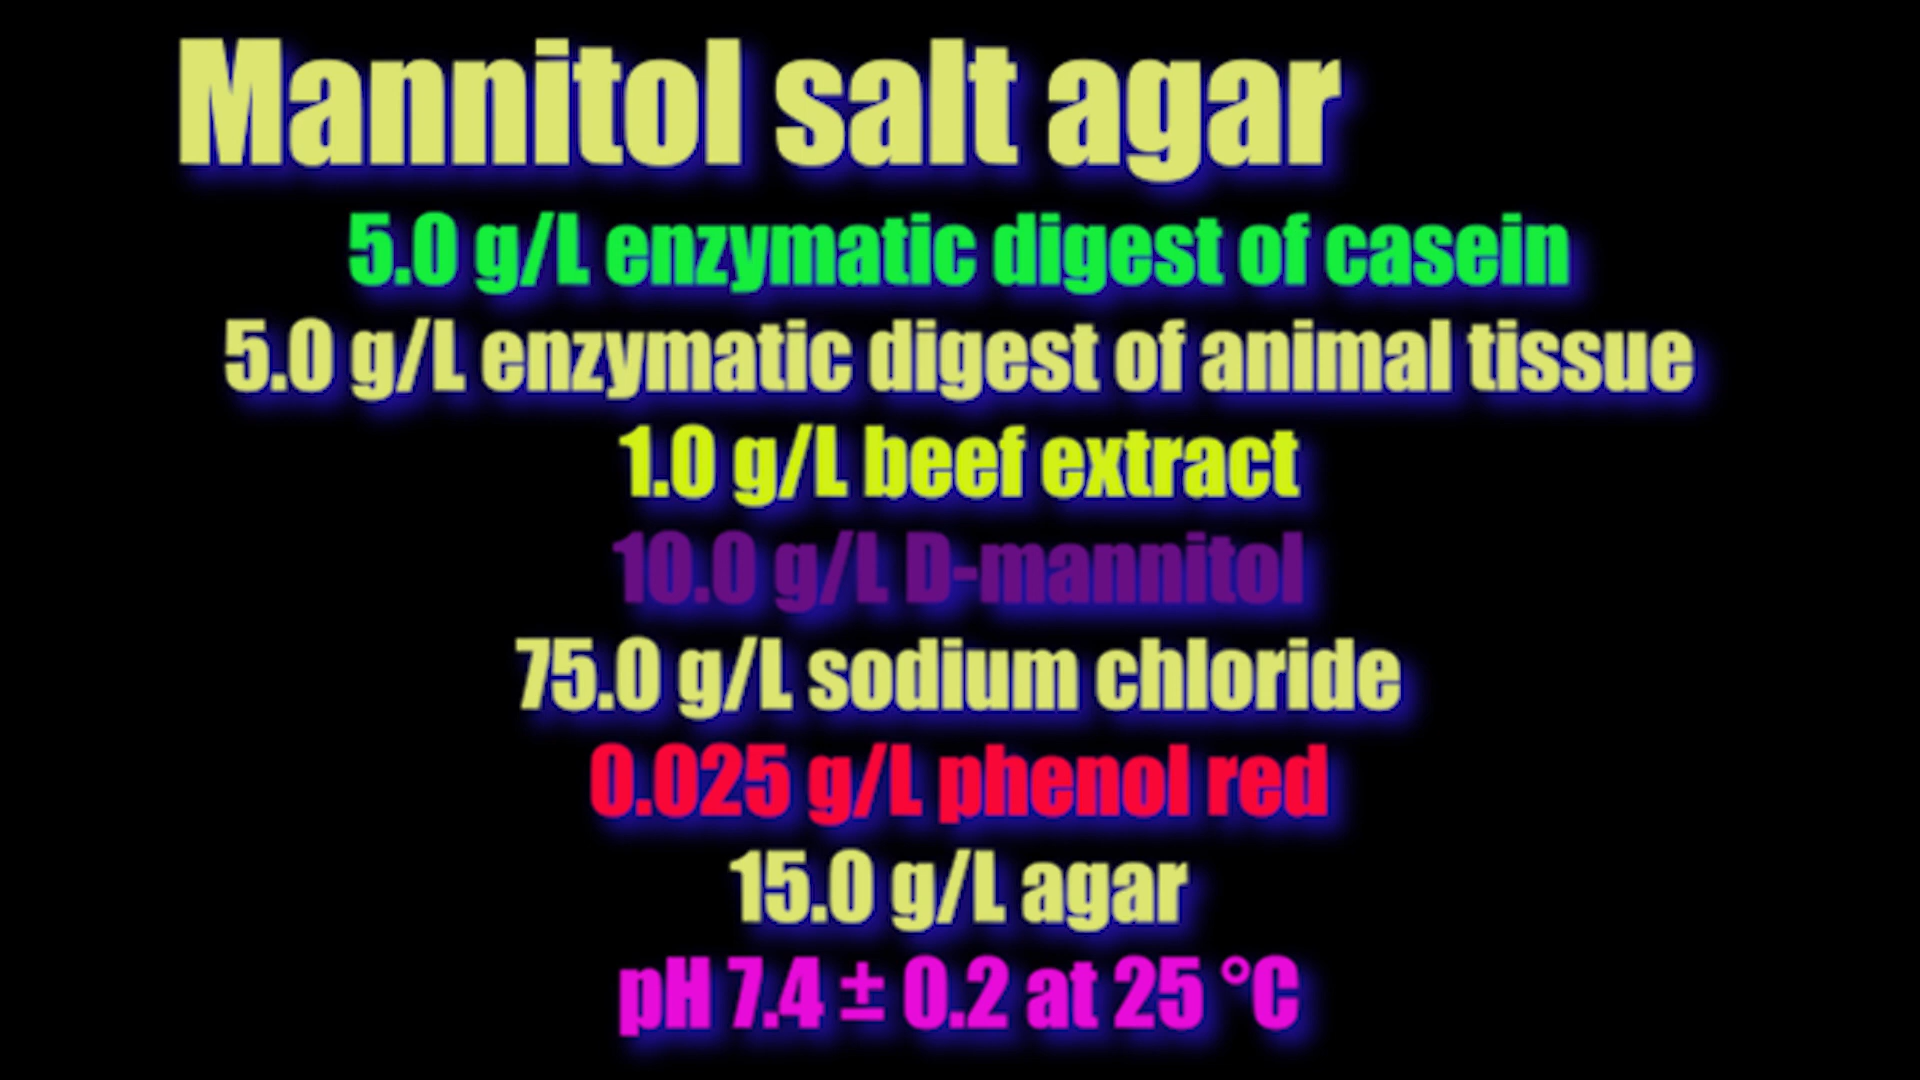 Mannitol salt agar
5.0 g/L enzymatic digest of casein
5.0 g/L enzymatic digest of animal tissue
1.0 g/L beef extract
10.0 g/L D-mannitol
75.0 g/L sodium chloride
0.025 g/L phenol red
15.0 g/L agar
pH 7.4 ± 0.2 at 25 °C